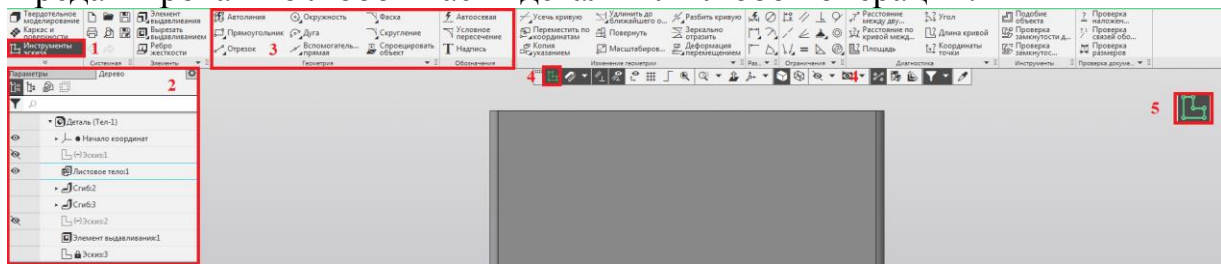 Твердотельное моделирование
Каркас и поверхности
Инструменты эскиза
1
Системная
Элемент выдавливания
Вырезать выдавливанием
Ребро жесткости
Элементы
Автолиния
Окружность
Фаска
Прямоугольник
Дуга
Скругление
Отрезок
3
Вспомогатель... прямая
Спроецировать объект
Геометрия
Автоосевая
Условное пересечение
Надпись
Обозначения
Усечь кривую
Удлинить до ближайшего о...
Разбить кривую
Переместить по координатам
Повернуть
Зеркально отразить
Копия указанием
Масштабиров...
Деформация перемещением
Изменение геометрии
Раз...
Ограничения
Расстояние между дву...
Угол
Расстояние по кривой межд...
Длина кривой
Площадь
Координаты точки
Диагностика
Подобие объекта
Проверка замкнутости д...
Проверка замкнутос...
Инструменты
Проверка наложен...
Проверка связей обо...
Проверка размеров
Проверка докуме...
Параметры
Дерево
2
4
4
5
Деталь (Тел-1)
Начало координат
(-)Эскиз:1
Листовое тело:1
Сгиб:2
Сгиб:3
(-)Эскиз:2
Элемент выдавливания:1
Эскиз:3